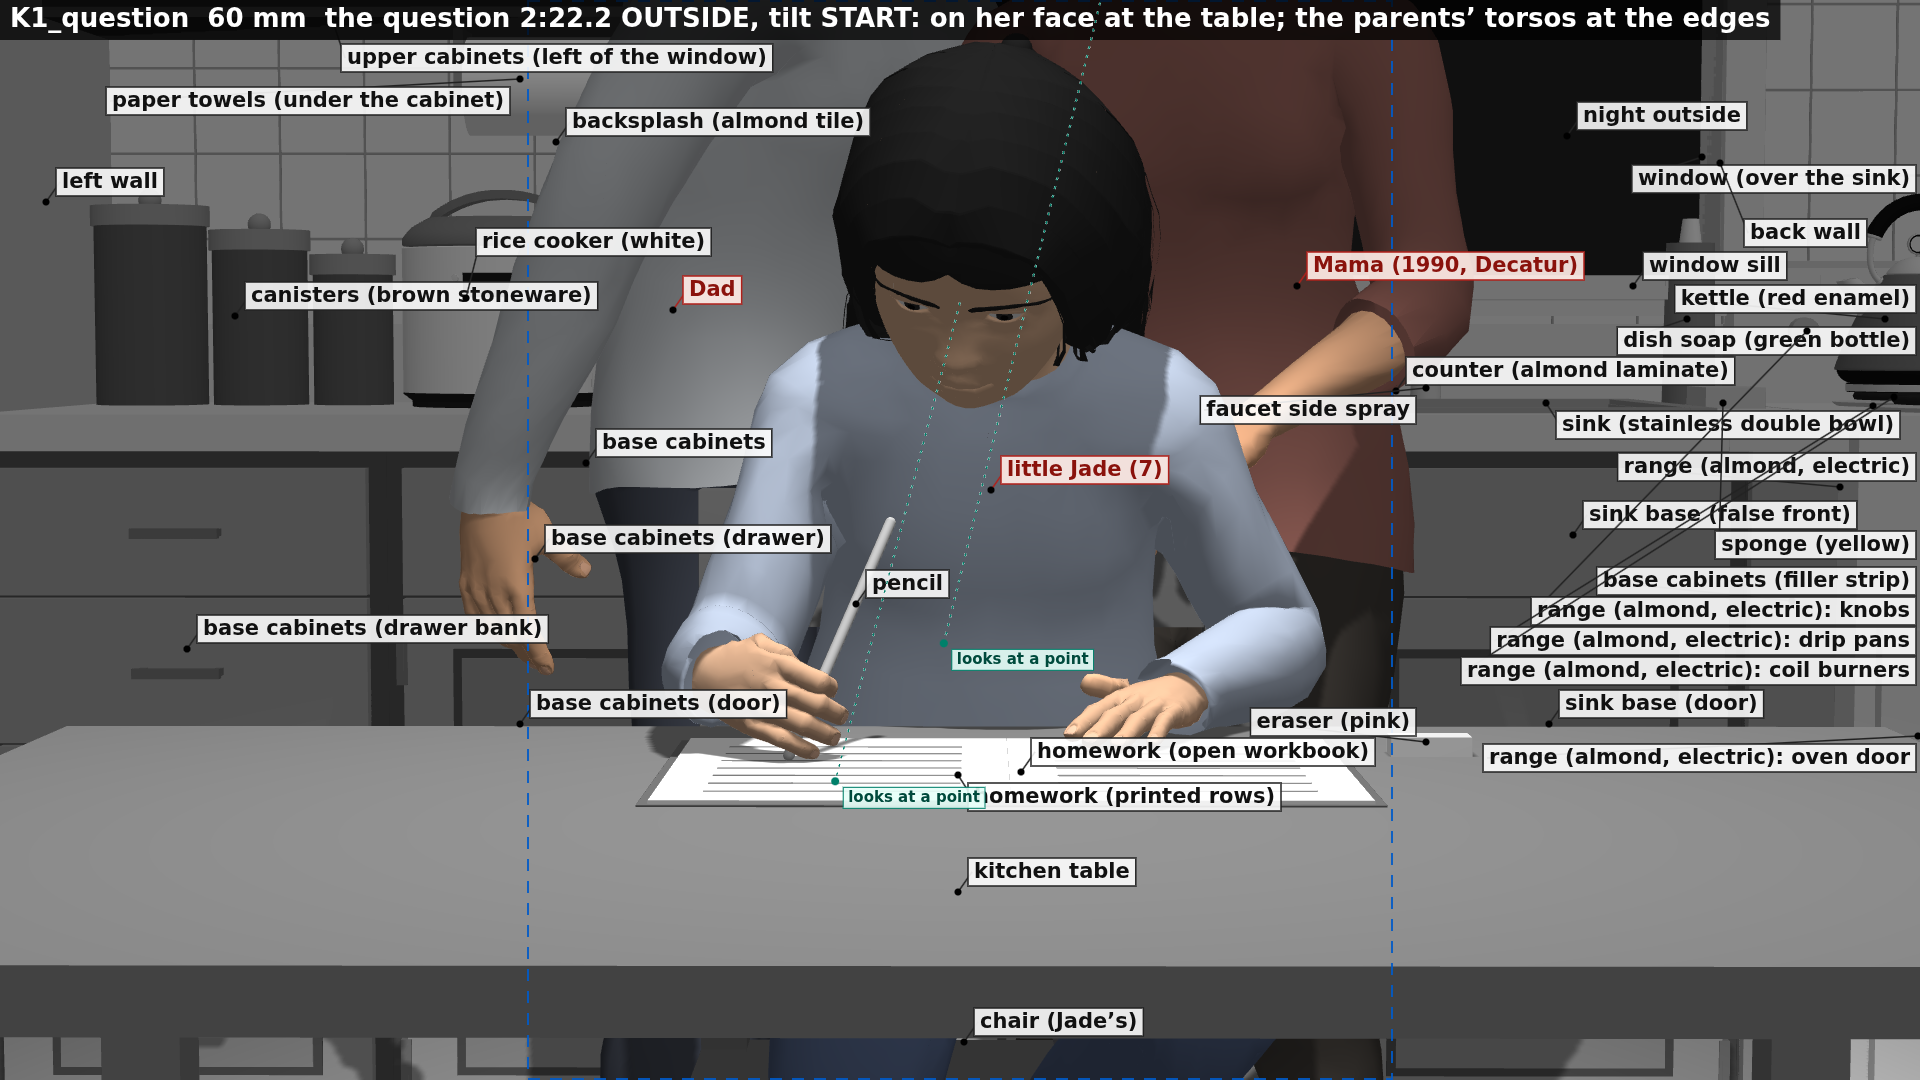 K1_question  60 mm  the question 2:22.2 OUTSIDE, tilt START: on her face at the table; the parents’ torsos at the edges
upper cabinets (left of the window)
paper towels (under the cabinet)
backsplash (almond tile)
night outside
left wall
window (over the sink)
back wall
rice cooker (white)
Mama (1990, Decatur)
window sill
canisters (brown stoneware)
Dad
kettle (red enamel)
dish soap (green bottle)
counter (almond laminate)
faucet side spray
sink (stainless double bowl)
base cabinets
little Jade (7)
range (almond, electric)
sink base (false front)
base cabinets (drawer)
sponge (yellow)
pencil
base cabinets (filler strip)
range (almond, electric): knobs
base cabinets (drawer bank)
range (almond, electric): drip pans
looks at a point
range (almond, electric): coil burners
base cabinets (door)
sink base (door)
eraser (pink)
homework (open workbook)
range (almond, electric): oven door
looks at a point
homework (printed rows)
kitchen table
chair (Jade’s)